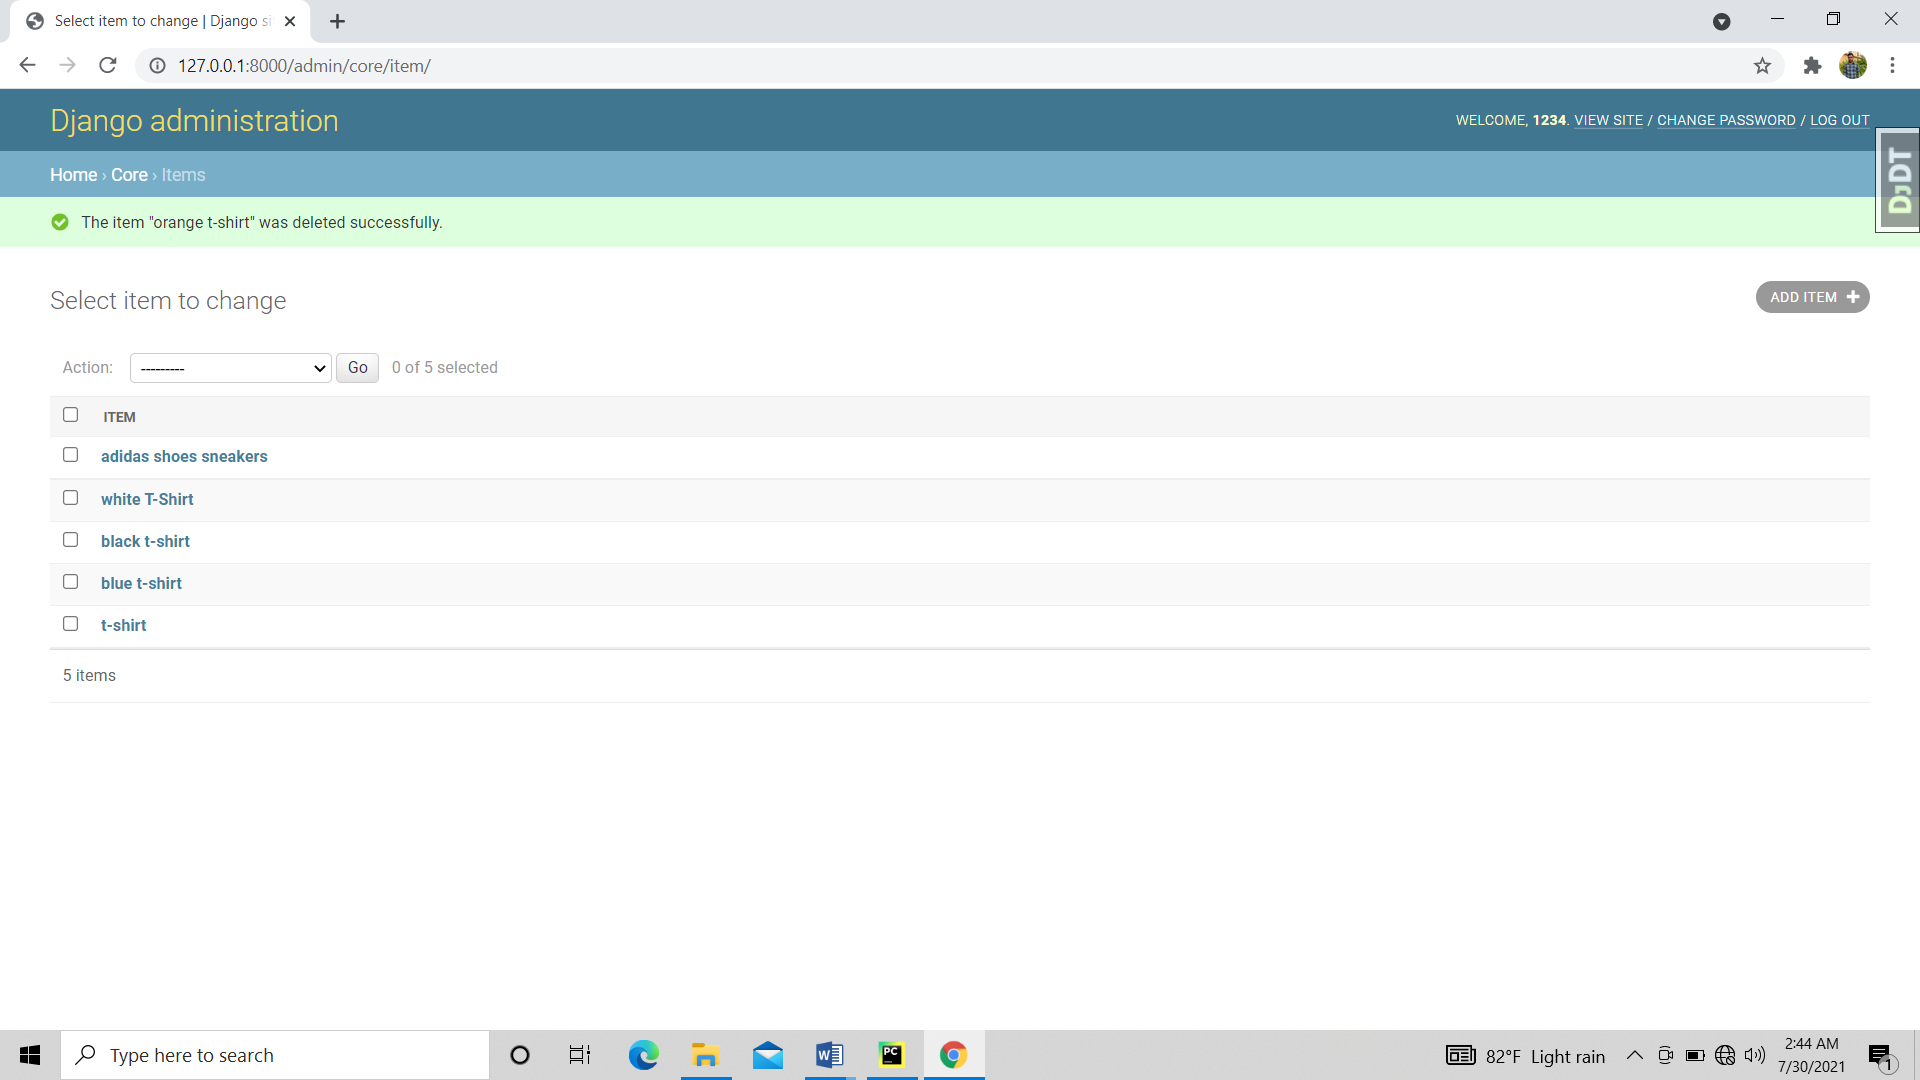 Select item to change | Django si
127.0.0.1:8000/admin/core/item/
Django administration
WELCOME, 1234. VIEW SITE / CHANGE PASSWORD / LOG OUT
DjDT
Home › Core › Items
The item "orange t-shirt" was deleted successfully.
Select item to change
ADD ITEM
Action:
---------
Go
0 of 5 selected
ITEM
adidas shoes sneakers
white T-Shirt
black t-shirt
blue t-shirt
t-shirt
5 items
Type here to search
W
PC
82°F Light rain
2:44 AM
7/30/2021
1